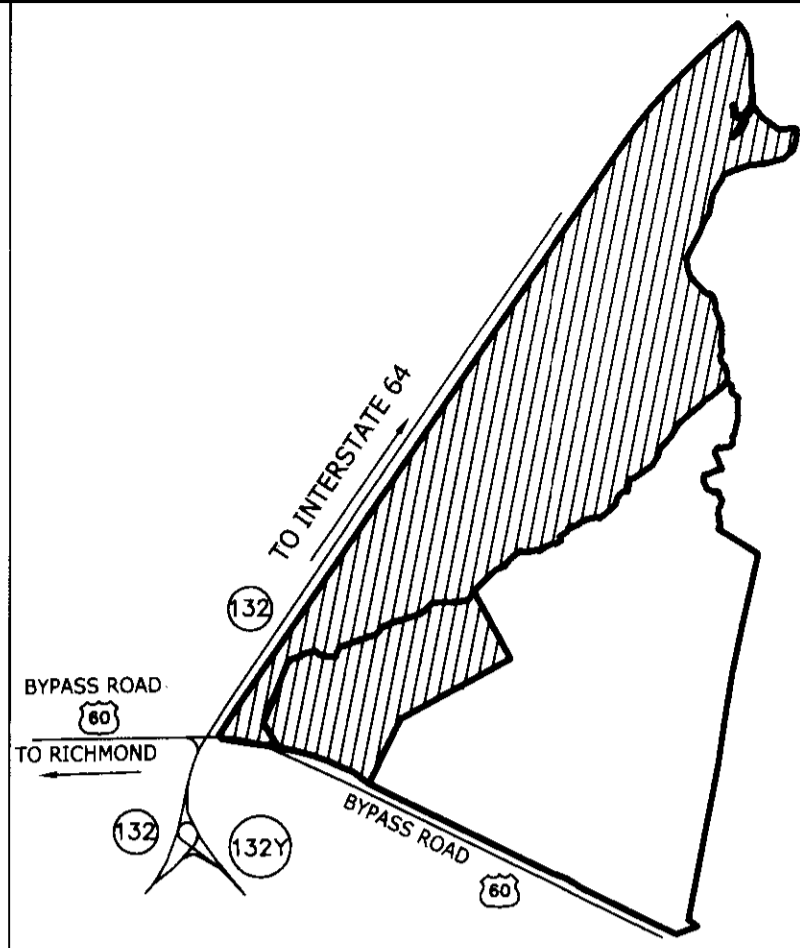 TO INTERSTATE 64
132
BYPASS ROAD
60
TO RICHMOND
132
132Y
BYPASS ROAD
60